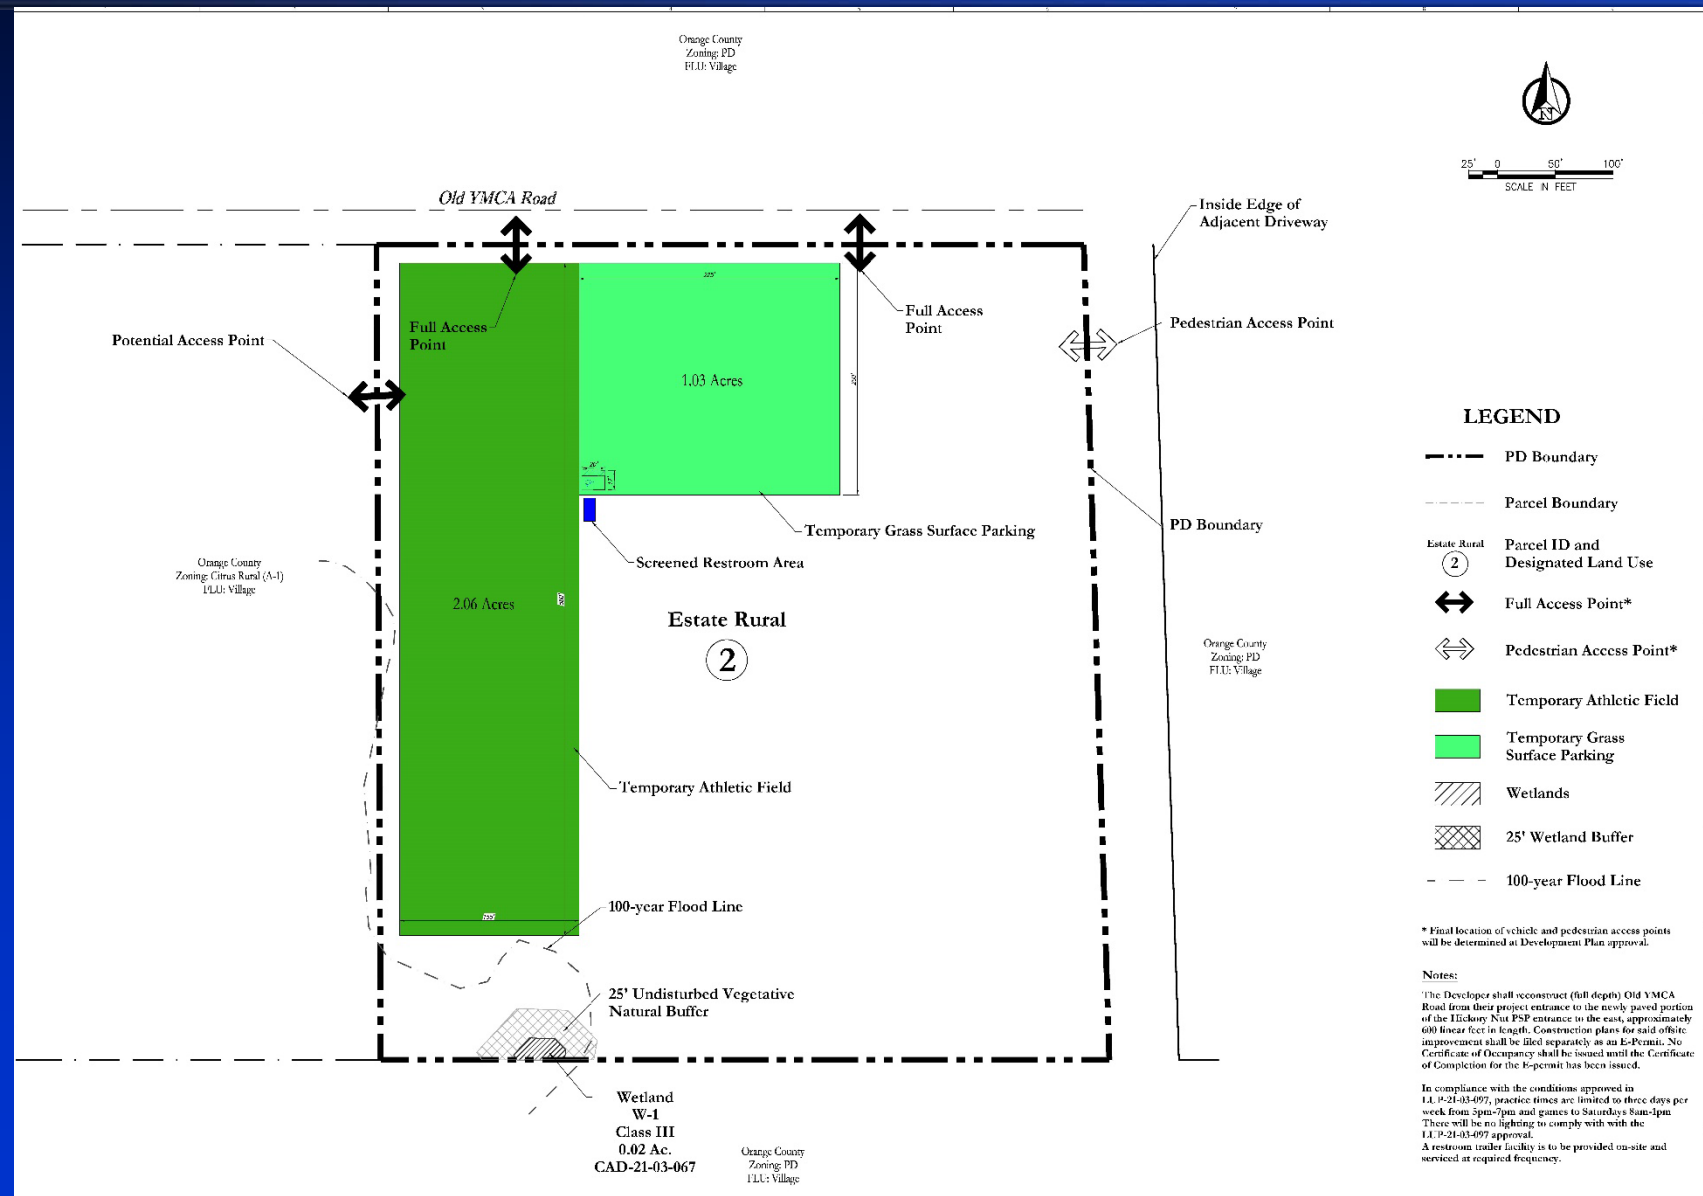 Orange County
Zoning: PD
FLU: Village
N
25' 0 50' 100'
SCALE IN FEET
Old YMCA Road
Inside Edge of
Adjacent Driveway
Full Access
Point
Full Access
Point
Pedestrian Access Point
Potential Access Point
1.03 Acres
250'
20'
Temporary Grass Surface Parking
PD Boundary
Screened Restroom Area
Orange County
Zoning: Citrus Rural (A-1)
FLU: Village
2.06 Acres
Estate Rural
2
Orange County
Zoning: PD
FLU: Village
Temporary Athletic Field
100-year Flood Line
25' Undisturbed Vegetative
Natural Buffer
Wetland
W-1
Class III
0.02 Ac.
CAD-21-03-067
Orange County
Zoning: PD
FLU: Village
LEGEND
PD Boundary
Parcel Boundary
Estate Rural
2
Parcel ID and
Designated Land Use
Full Access Point*
Pedestrian Access Point*
Temporary Athletic Field
Temporary Grass
Surface Parking
Wetlands
25' Wetland Buffer
100-year Flood Line
* Final location of vehicle and pedestrian access points
will be determined at Development Plan approval.
Notes:
The Developer shall reconstruct (full depth) Old YMCA
Road from their project entrance to the newly paved portion
of the Hickory Nut PSP entrance to the east, approximately
600 linear feet in length. Construction plans for said offsite
improvement shall be filed separately as an E-Permit. No
Certificate of Occupancy shall be issued until the Certificate
of Completion for the E-permit has been issued.
In compliance with the conditions approved in
LUP-21-03-097, practice times are limited to three days per
week from 5pm-7pm and games to Saturdays 8am-1pm
There will be no lighting to comply with with the
LUP-21-03-097 approval.
A restroom trailer facility is to be provided on-site and
serviced at required frequency.